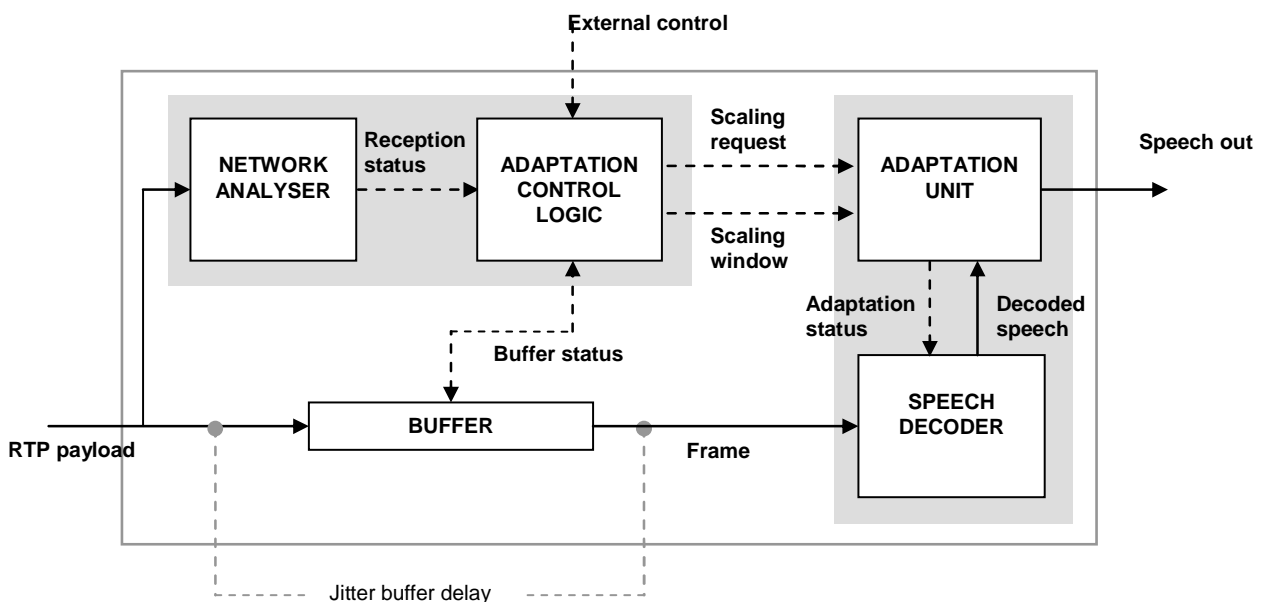 External control
NETWORK
ANALYSER
Reception
status
ADAPTATION
CONTROL
LOGIC
Scaling
request
Scaling
window
ADAPTATION
UNIT
Speech out
Adaptation
status
Decoded
speech
Buffer status
RTP payload
BUFFER
Frame
SPEECH
DECODER
Jitter buffer delay